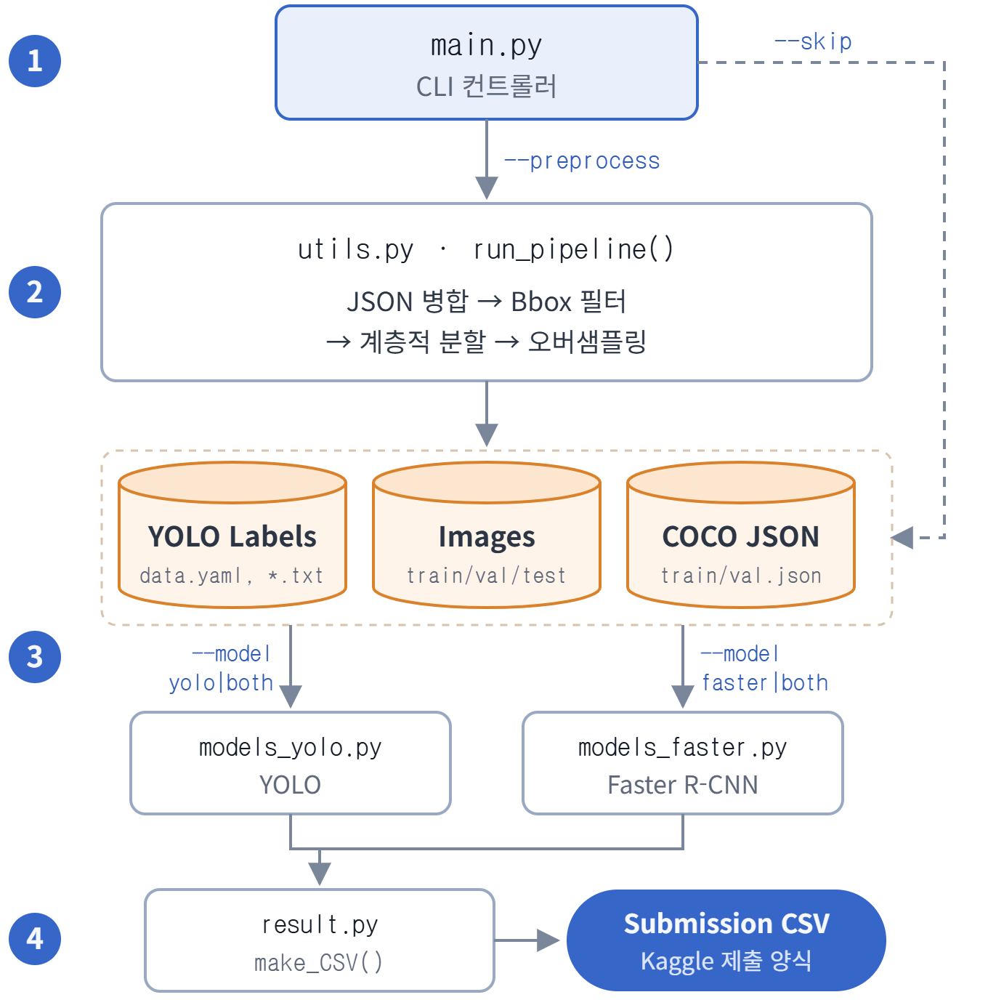 1
main.py
CLI 컨트롤러
--skip
--preprocess
2
utils.py · run_pipeline()
JSON 병합 → Bbox 필터
→ 계층적 분할 → 오버샘플링
YOLO Labels
data.yaml, *.txt
Images
train/val/test
COCO JSON
train/val.json
3
--model
yolo|both
--model
faster|both
models_yolo.py
YOLO
models_faster.py
Faster R-CNN
4
result.py
make_CSV()
Submission CSV
Kaggle 제출 양식